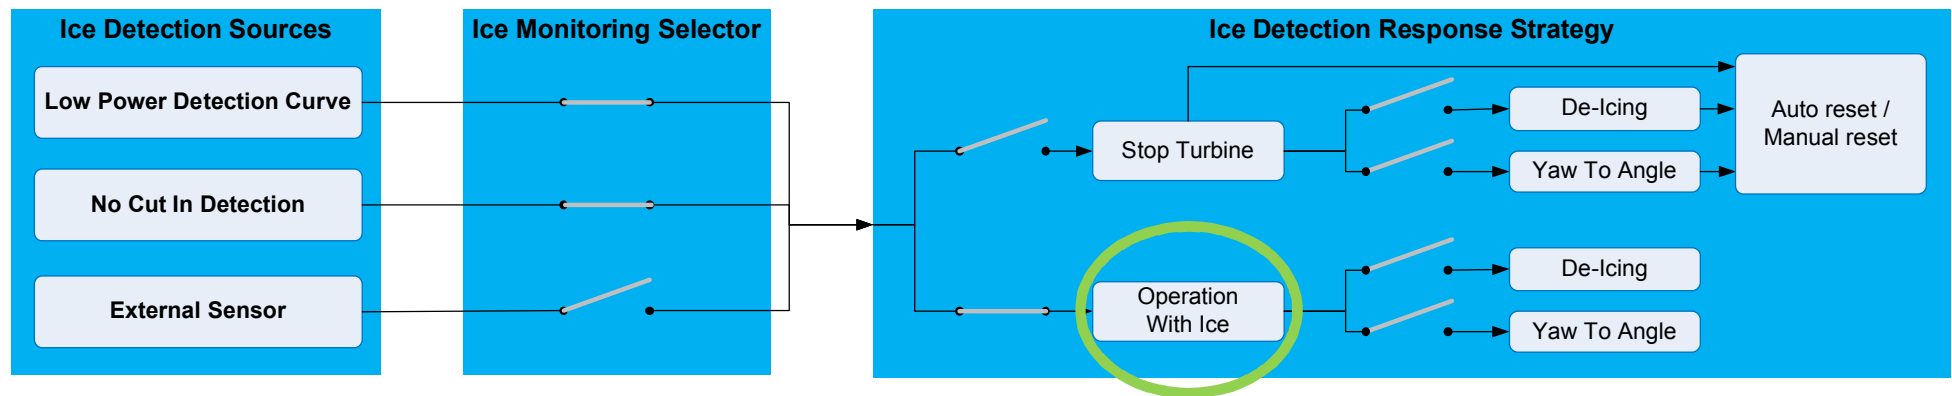 Ice Detection Sources
Low Power Detection Curve
No Cut In Detection
External Sensor
Ice Monitoring Selector
Ice Detection Response Strategy
Stop Turbine
De-Icing
Yaw To Angle
Auto reset /
Manual reset
Operation
With Ice
De-Icing
Yaw To Angle